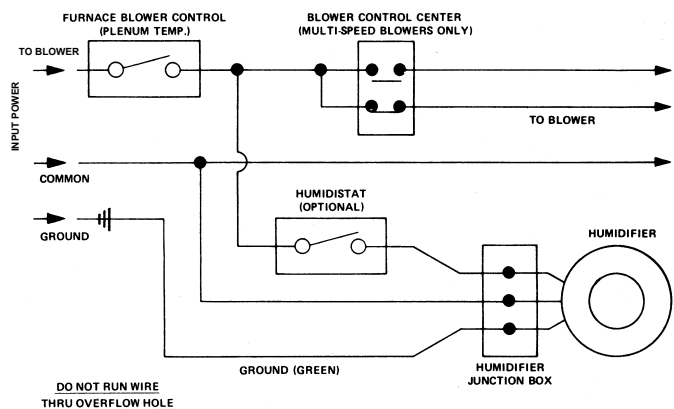 FURNACE BLOWER CONTROL
(PLENUM TEMP.)
BLOWER CONTROL CENTER
(MULTI-SPEED BLOWERS ONLY)
TO BLOWER
INPUT POWER
TO BLOWER
COMMON
HUMIDISTAT
(OPTIONAL)
GROUND
HUMIDIFIER
GROUND (GREEN)
HUMIDIFIER
JUNCTION BOX
DO NOT RUN WIRE
THRU OVERFLOW HOLE